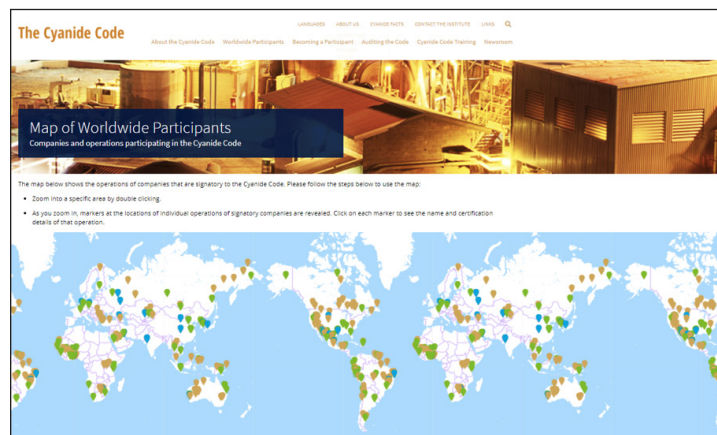 The Cyanide Code
LANGUAGES ABOUT US CYANIDE FACTS CONTACT THE INSTITUTE LINKS
About the Cyanide Code Worldwide Participants Becoming a Participant Auditing the Code Cyanide Code Training Newsroom
Map of Worldwide Participants
Companies and operations participating in the Cyanide Code
The map below shows the operations of companies that are signatory to the Cyanide Code. Please follow the steps below to use the map:
▪ Zoom into a specific area by double clicking.
▪ As you zoom in, markers at the locations of individual operations of signatory companies are revealed. Click on each marker to see the name and certification
details of that operation.